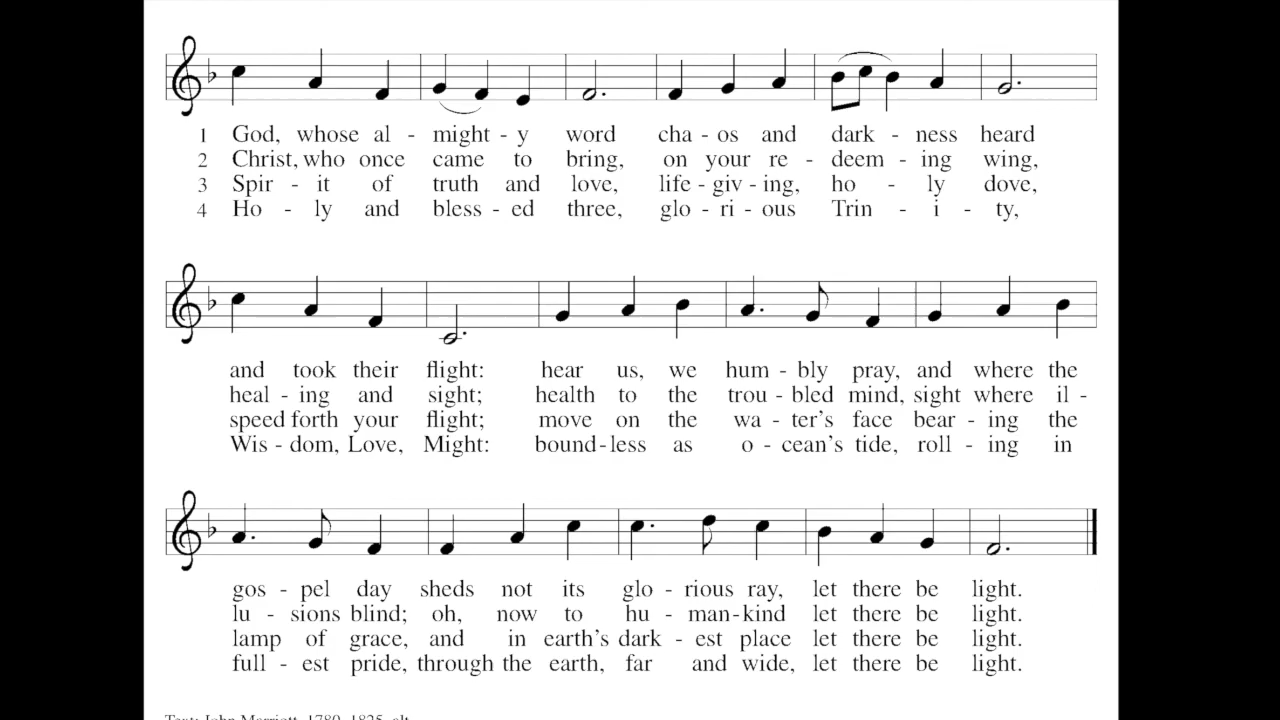 1 God, whose al - might - y word cha - os and dark - ness heard
2 Christ, who once came to bring, on your re - deem - ing wing,
3 Spir - it of truth and love, life - giv - ing, ho - ly dove,
4 Ho - ly and bless - ed three, glo - ri - ous Trin - i - ty,
and took their flight: hear us, we hum - bly pray, and where the
heal - ing and sight; health to the trou - bled mind, sight where il -
speed forth your flight; move on the wa - ter's face bear - ing the
Wis - dom, Love, Might: bound - less as o - cean's tide, roll - ing in
gos - pel day sheds not its glo - rious ray, let there be light.
lu - sions blind; oh, now to hu - man - kind let there be light.
lamp of grace, and in earth's dark - est place let there be light.
full - est pride, through the earth, far and wide, let there be light.
Text: John Marriott, 1780–1825, alt.